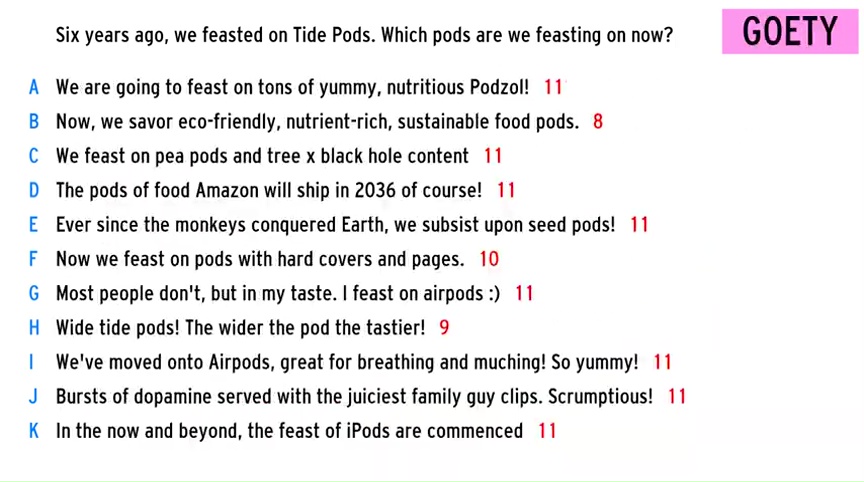 Six years ago, we feasted on Tide Pods. Which pods are we feasting on now?
GOETY
A We are going to feast on tons of yummy, nutritious Podzol! 11
B Now, we savor eco-friendly, nutrient-rich, sustainable food pods. 8
C We feast on pea pods and tree x black hole content 11
D The pods of food Amazon will ship in 2036 of course! 11
E Ever since the monkeys conquered Earth, we subsist upon seed pods! 11
F Now we feast on pods with hard covers and pages. 10
G Most people don't, but in my taste. I feast on airpods :) 11
H Wide tide pods! The wider the pod the tastier! 9
I We've moved onto Airpods, great for breathing and muching! So yummy! 11
J Bursts of dopamine served with the juiciest family guy clips. Scrumptious! 11
K In the now and beyond, the feast of iPods are commenced 11